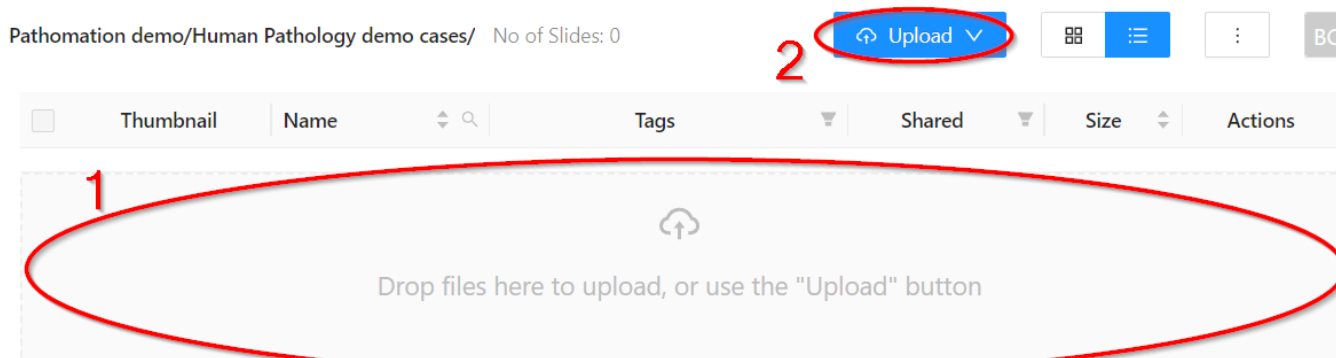 Pathomation demo/Human Pathology demo cases/ No of Slides: 0
2
Upload
BC
Thumbnail Name Tags Shared Size Actions
1
Drop files here to upload, or use the "Upload" button